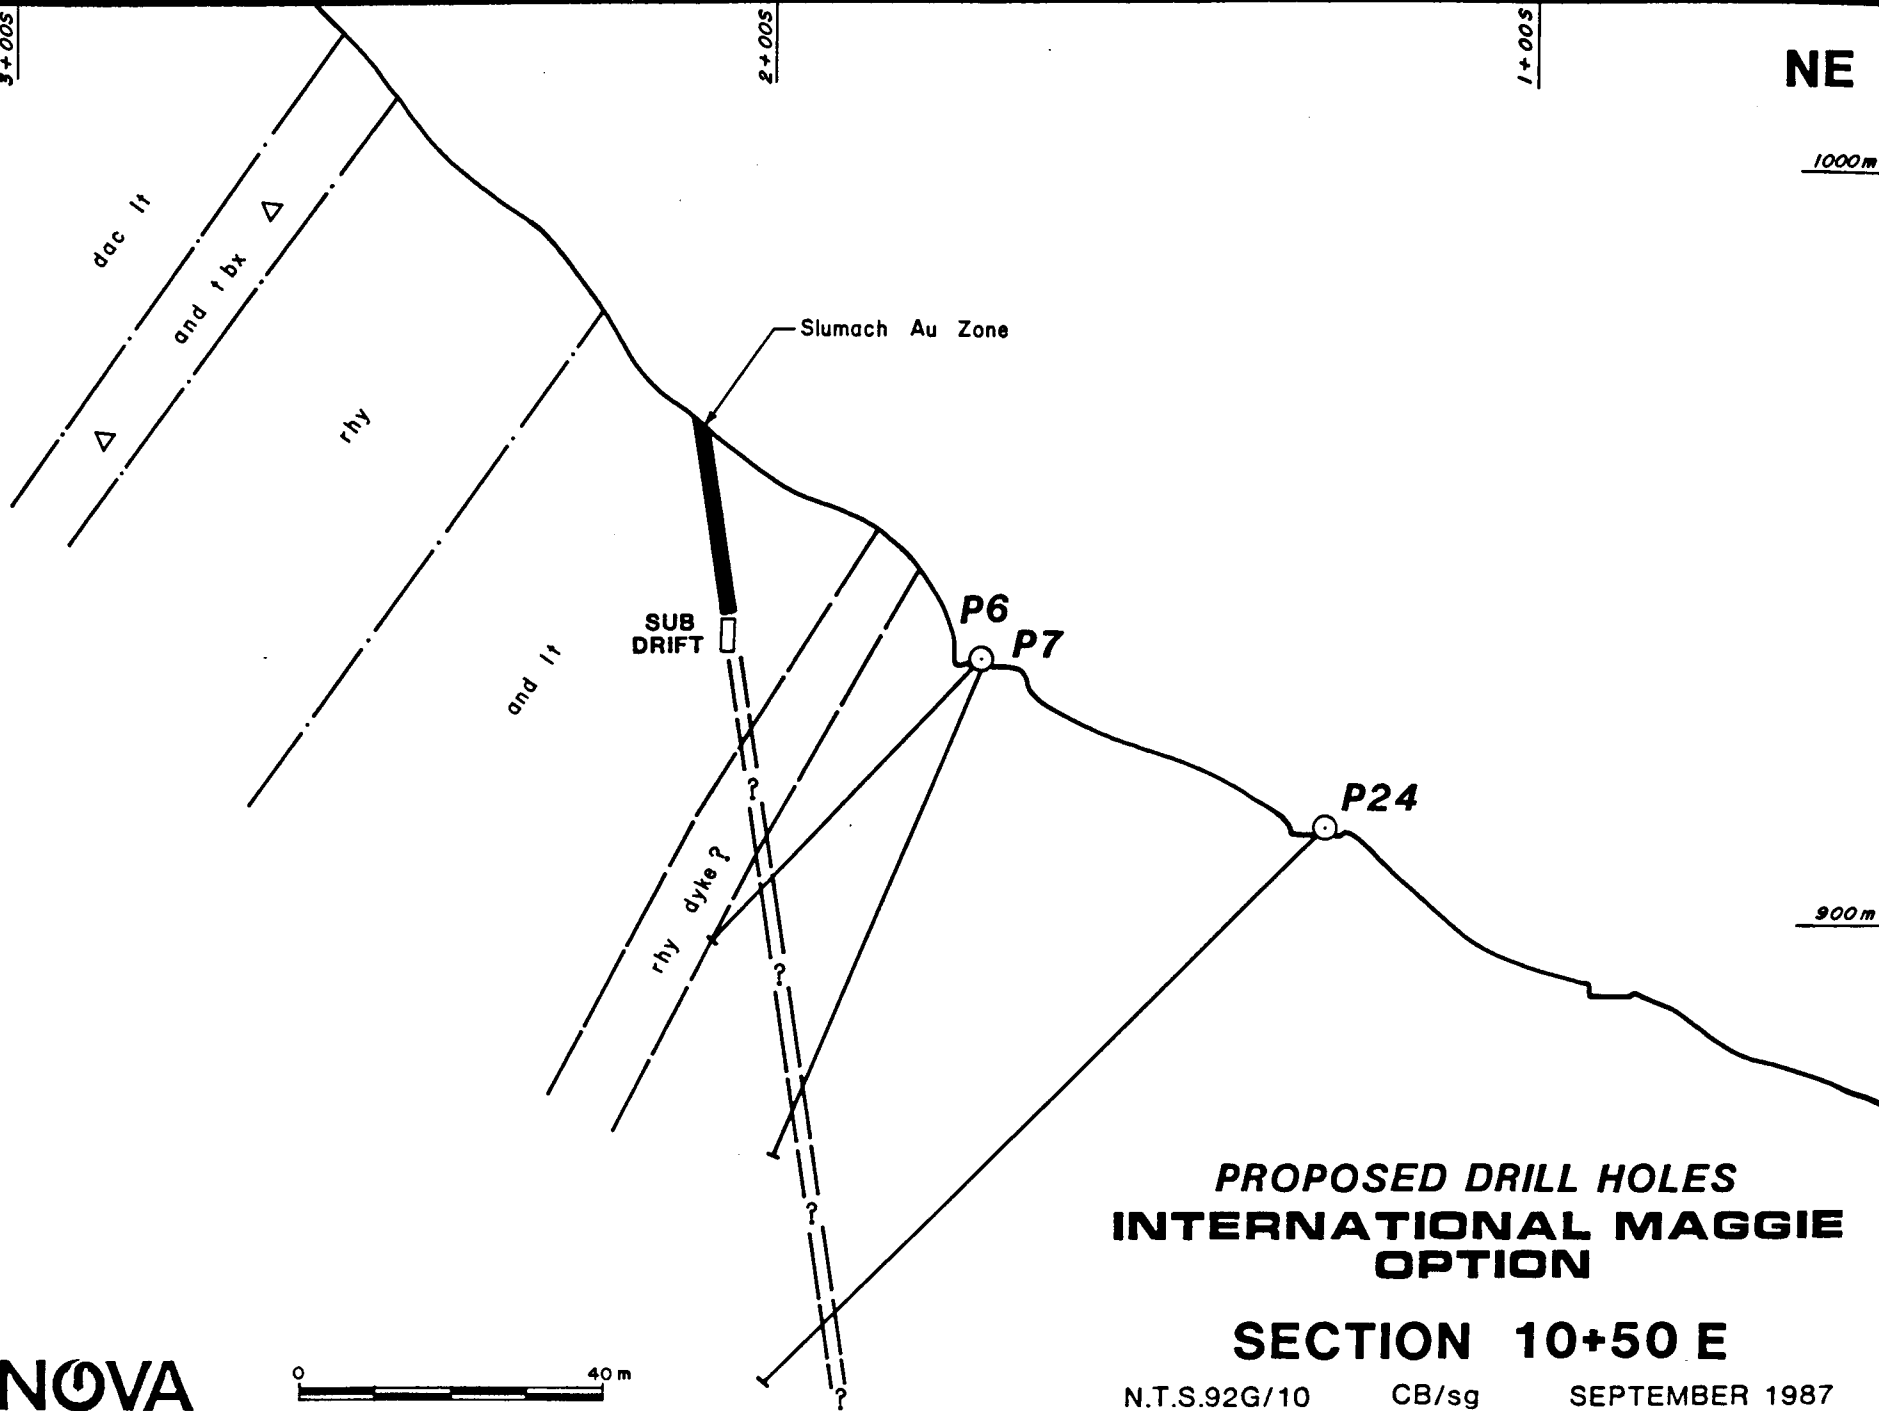 3+00S
2+00S
1+00S
NE
1000m
dac lt
and t bx
Slumach Au Zone
rhy
P6
SUB
DRIFT
P7
and lt
?
P24
rhy dyke ?
900m
?
PROPOSED DRILL HOLES
?
INTERNATIONAL MAGGIE
OPTION
SECTION 10+50 E
NOVA
0 40 m
?
N.T.S.92G/10 CB/sg SEPTEMBER 1987